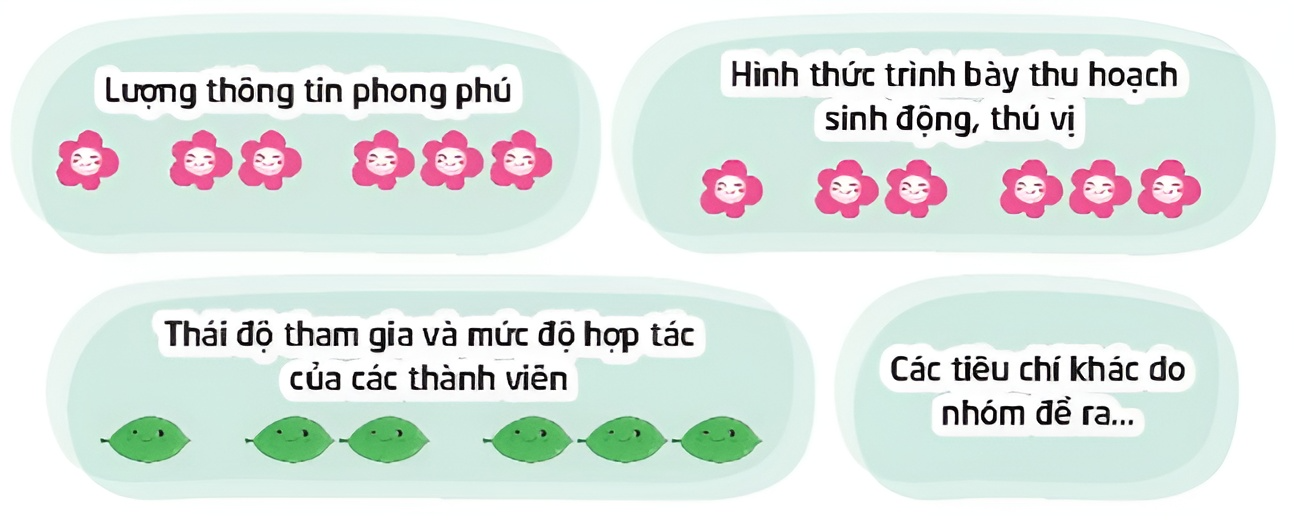 Lượng thông tin phong phú
Hình thức trình bày thu hoạch
sinh động, thú vị
Thái độ tham gia và mức độ hợp tác
của các thành viên
Các tiêu chí khác do
nhóm đề ra...